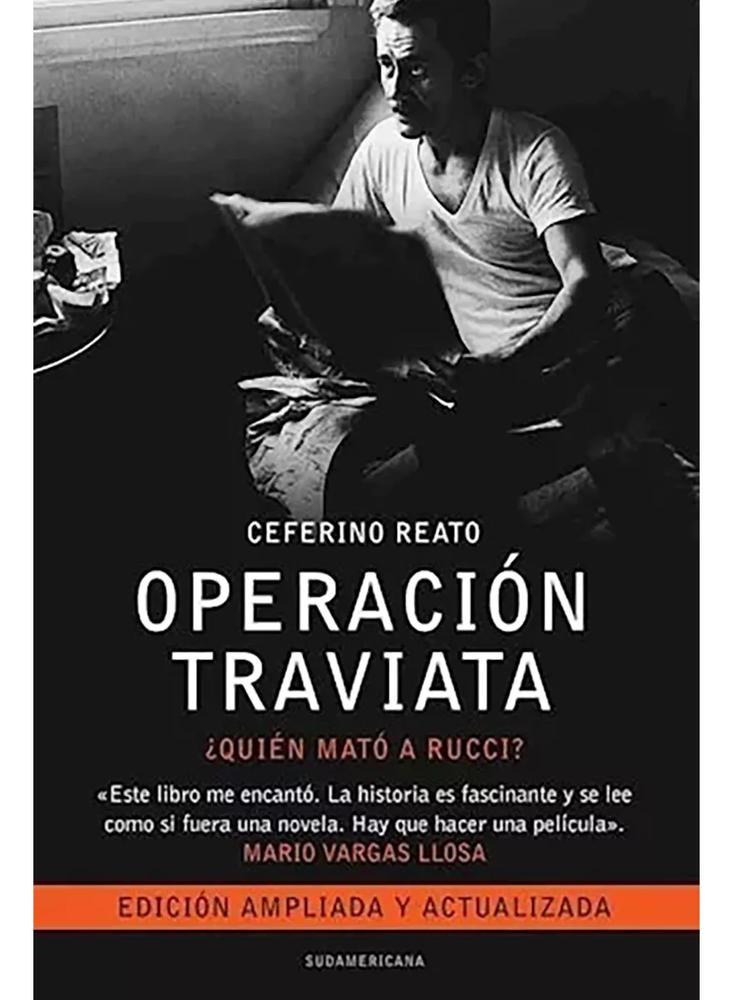 CEFERINO REATO
OPERACIÓN
TRAVIATA
¿QUIÉN MATÓ A RUCCI?
«Este libro me encantó. La historia es fascinante y se lee
como si fuera una novela. Hay que hacer una película».
MARIO VARGAS LLOSA
EDICIÓN AMPLIADA Y ACTUALIZADA
SUDAMERICANA